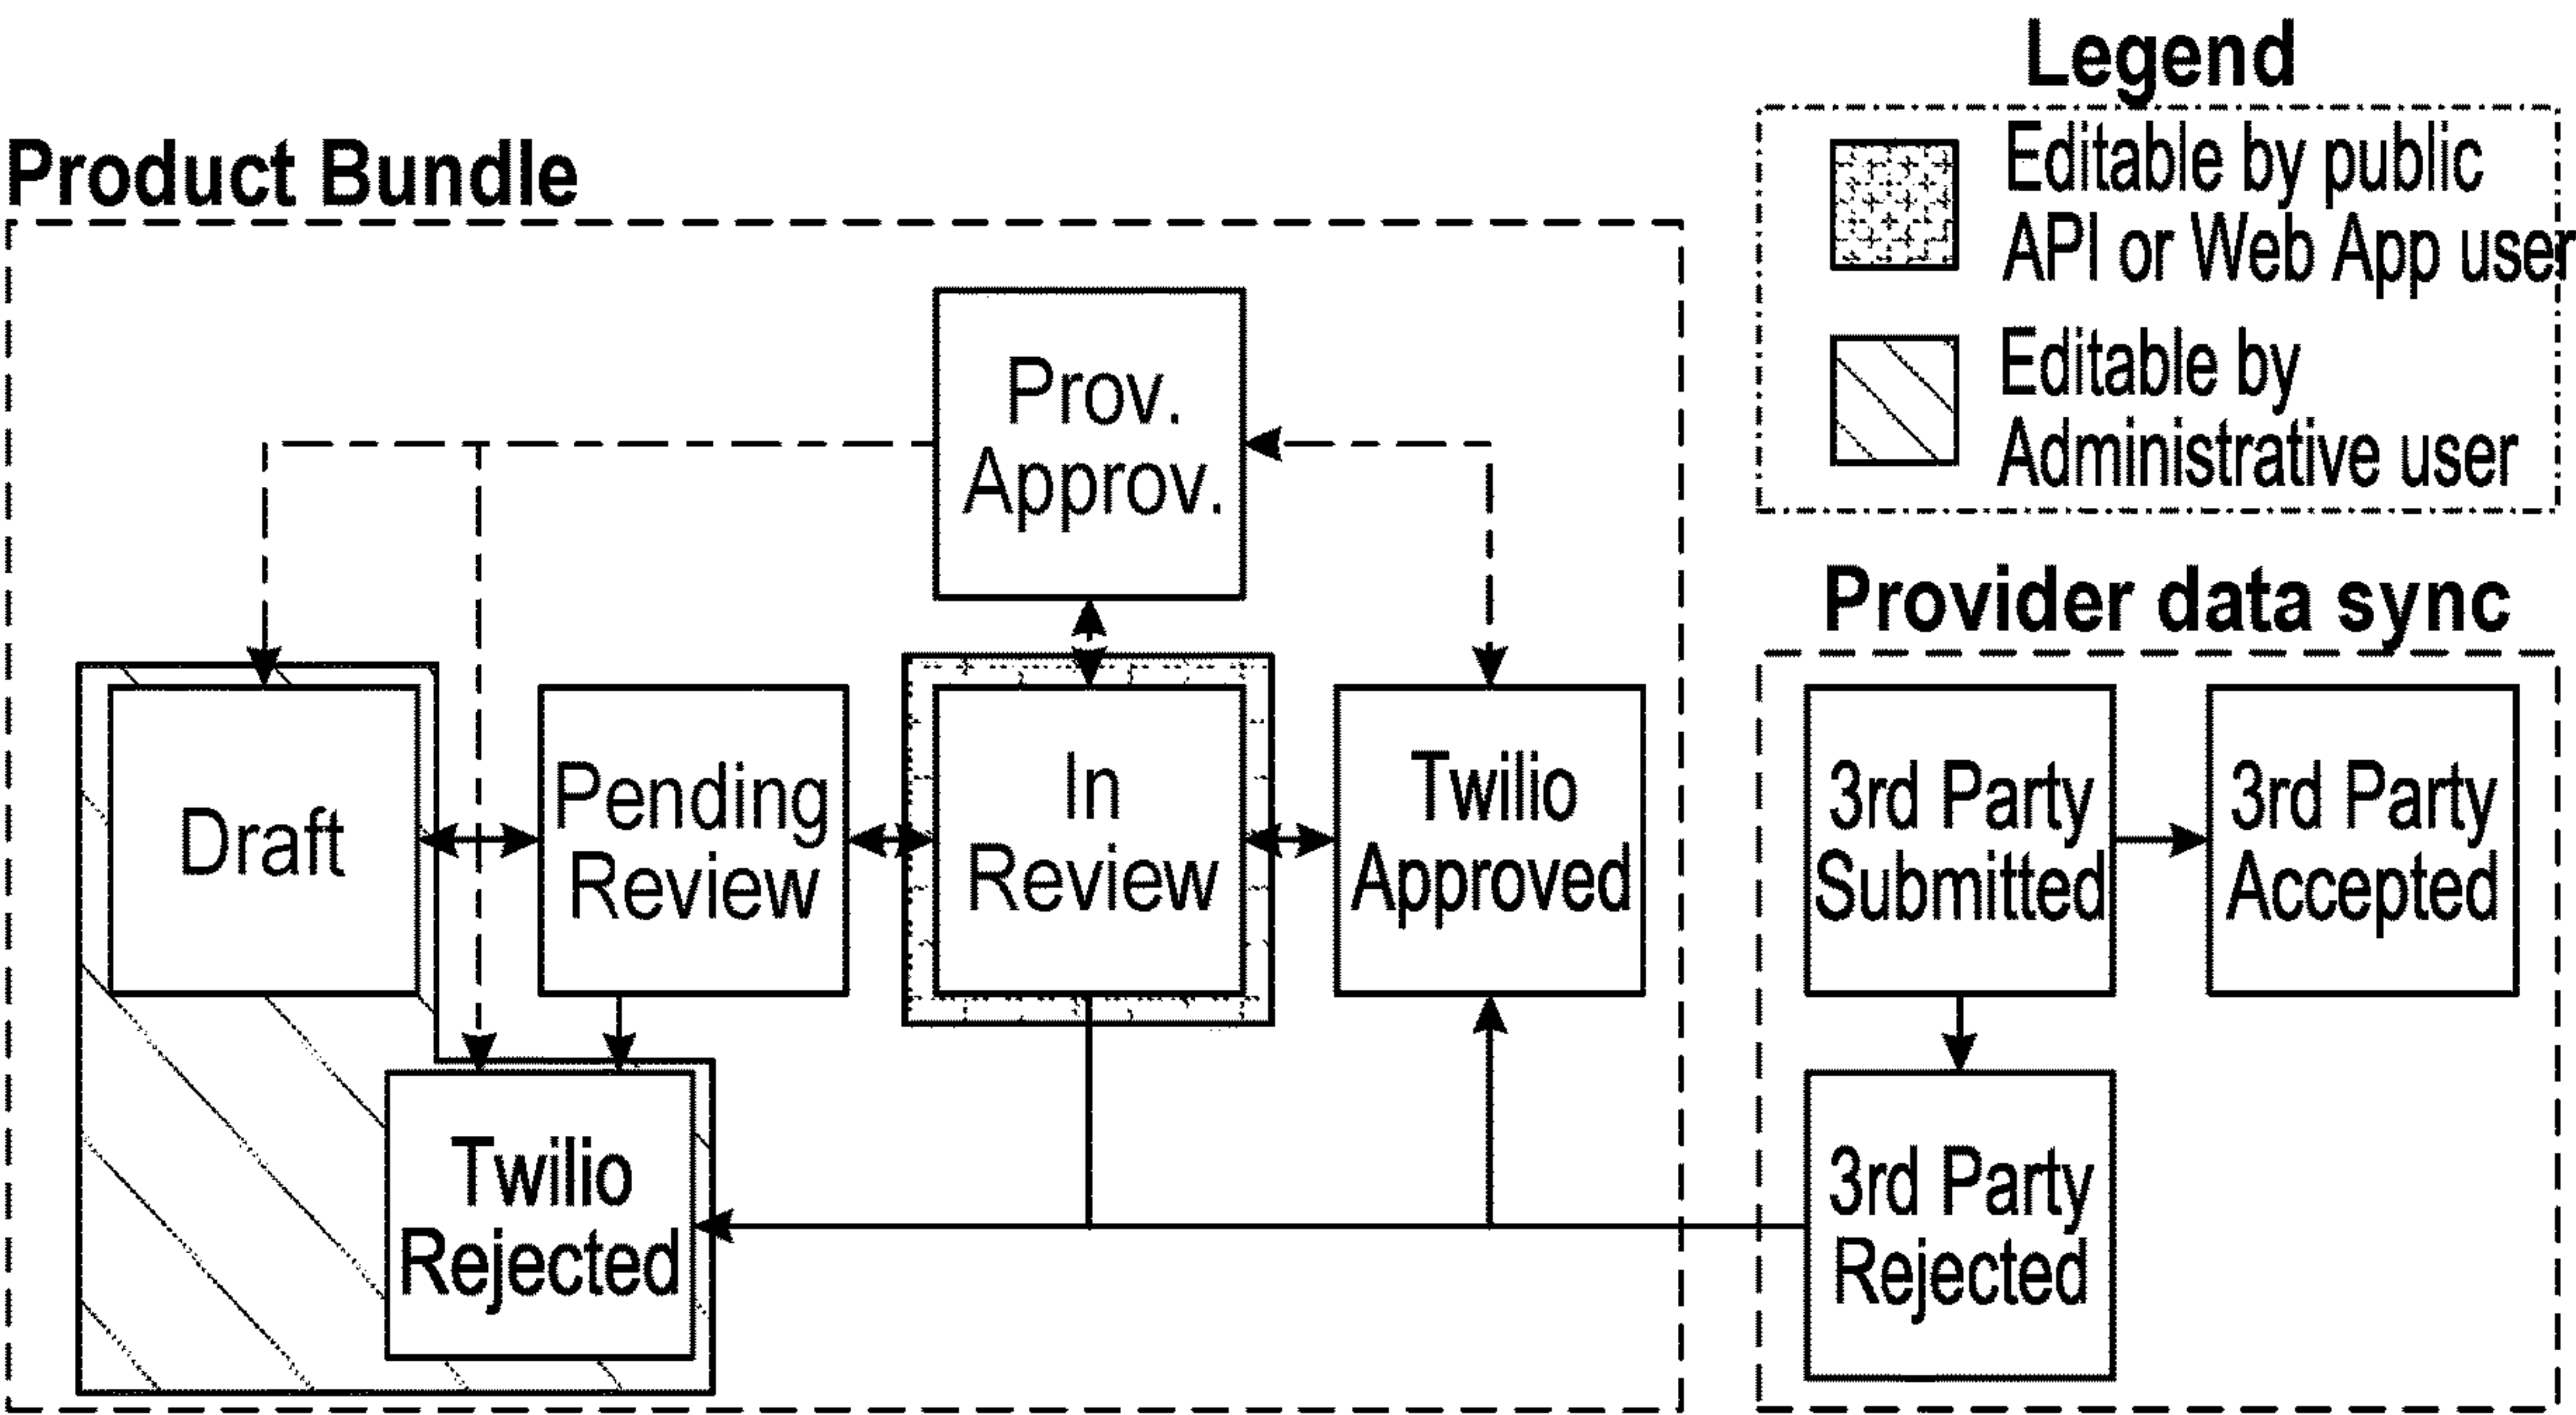 Legend
Editable by public
API or Web App user
Editable by
Administrative user
Product Bundle
Prov.
Approv.
Draft
Pending
Review
In
Review
Twilio
Approved
Twilio
Rejected
Provider data sync
3rd Party
Submitted
3rd Party
Accepted
3rd Party
Rejected